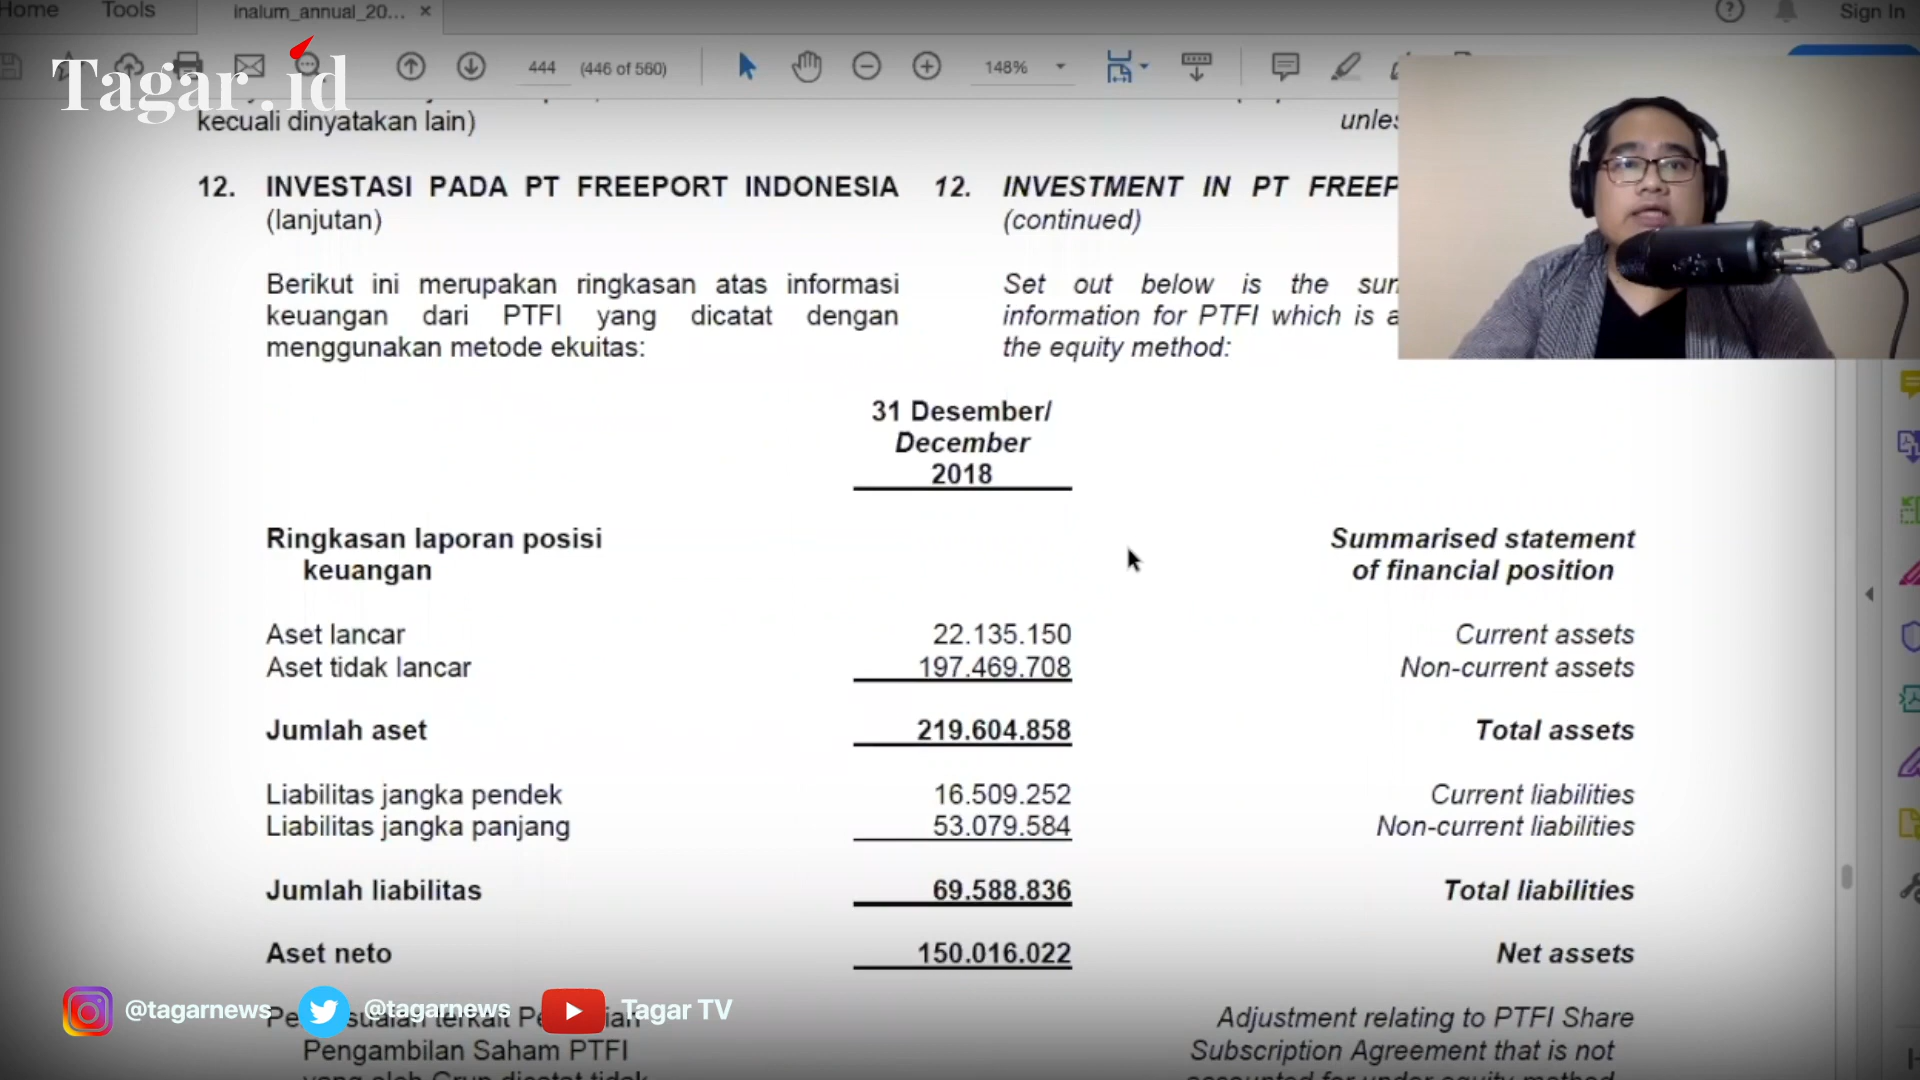 Home Tools inalum_annual_20... × Sign In
Tagar.id
444 (446 of 560) 148%
kecuali dinyatakan lain)
12. INVESTASI PADA PT FREEPORT INDONESIA
(lanjutan)
Berikut ini merupakan ringkasan atas informasi
keuangan dari PTFI yang dicatat dengan
menggunakan metode ekuitas:
12. INVESTMENT IN PT
(continued)
Set out below is the
information for PTFI which is
the equity method:
31 Desember/
December
2018
Ringkasan laporan posisi
keuangan
Summarised statement
of financial position
Aset lancar 22.135.150 Current assets
Aset tidak lancar 197.469.708 Non-current assets
Jumlah aset 219.604.858 Total assets
Liabilitas jangka pendek 16.509.252 Current liabilities
Liabilitas jangka panjang 53.079.584 Non-current liabilities
Jumlah liabilitas 69.588.836 Total liabilities
Aset neto 150.016.022 Net assets
Pengambilan Saham PTFI
Adjustment relating to PTFI Share
Subscription Agreement that is not
@tagarnews @tagarnews Tagar TV